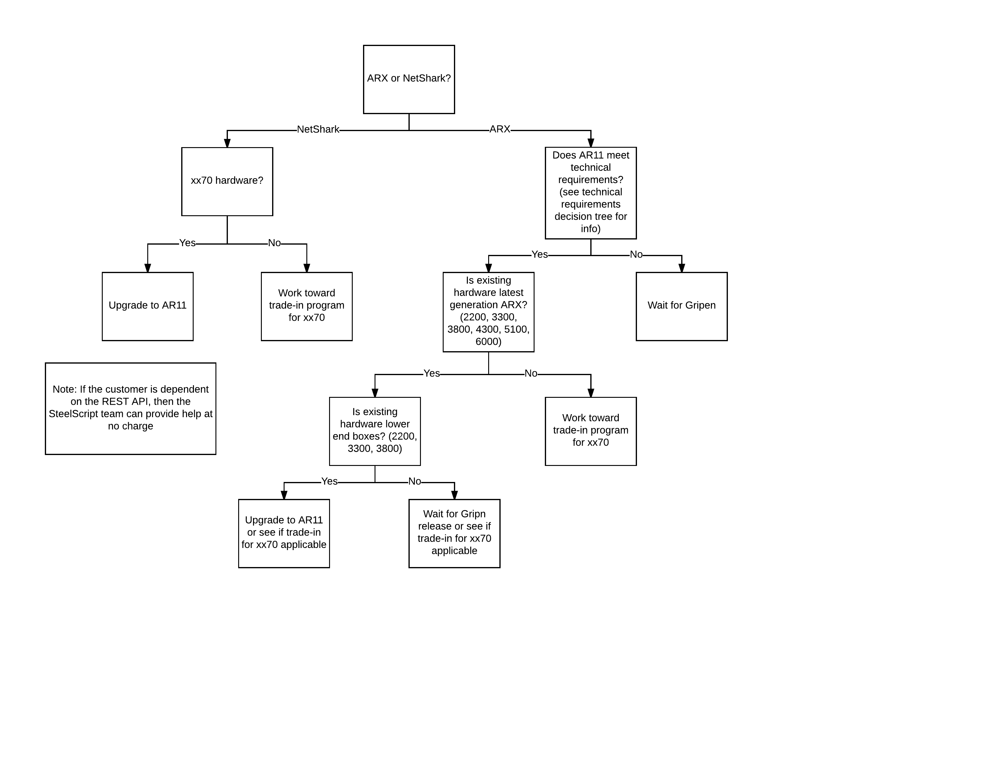 ARX or NetShark?
NetShark
ARX
xx70 hardware?
Does AR11 meet
technical
requirements?
(see technical
requirements
decision tree for
info)
Yes
No
Yes
No
Upgrade to AR11
Work toward
trade-in program
for xx70
Is existing
hardware latest
generation ARX?
(2200, 3300,
3800, 4300, 5100,
6000)
Wait for Gripen
Note: If the customer is dependent
on the REST API, then the
SteelScript team can provide help at
no charge
Yes
No
Is existing
hardware lower
end boxes? (2200,
3300, 3800)
Work toward
trade-in program
for xx70
Yes
No
Upgrade to AR11
or see if trade-in
for xx70 applicable
Wait for Gripn
release or see if
trade-in for xx70
applicable